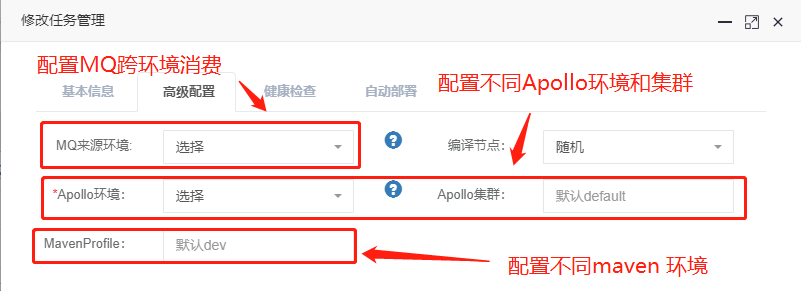 修改任务管理
配置MQ跨环境消费
配置不同Apollo环境和集群
基本信息 高级配置 健康检查 自动部署
MQ来源环境: 选择 ? 编译节点: 随机
*Apollo环境: 选择 ? Apollo集群: 默认default
MavenProfile: 默认dev
配置不同maven 环境